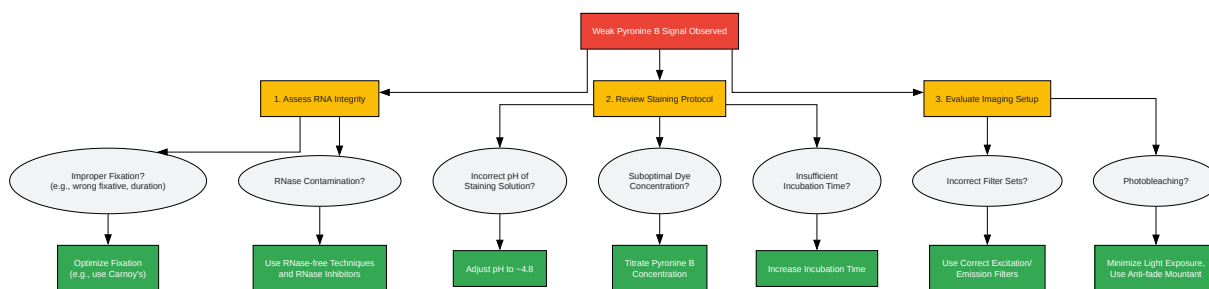 Weak Pyronine B Signal Observed
1. Assess RNA Integrity
2. Review Staining Protocol
3. Evaluate Imaging Setup
Improper Fixation?
(e.g., wrong fixative, duration)
RNase Contamination?
Incorrect pH of
Staining Solution?
Suboptimal Dye
Concentration?
Insufficient
Incubation Time?
Incorrect Filter Sets?
Photobleaching?
Optimize Fixation
(e.g., use Carnoy's)
Use RNase-free Techniques
and RNase Inhibitors
Adjust pH to ~4.8
Titrate Pyronine B
Concentration
Increase Incubation Time
Use Correct Excitation/
Emission Filters
Minimize Light Exposure,
Use Anti-fade Mountant